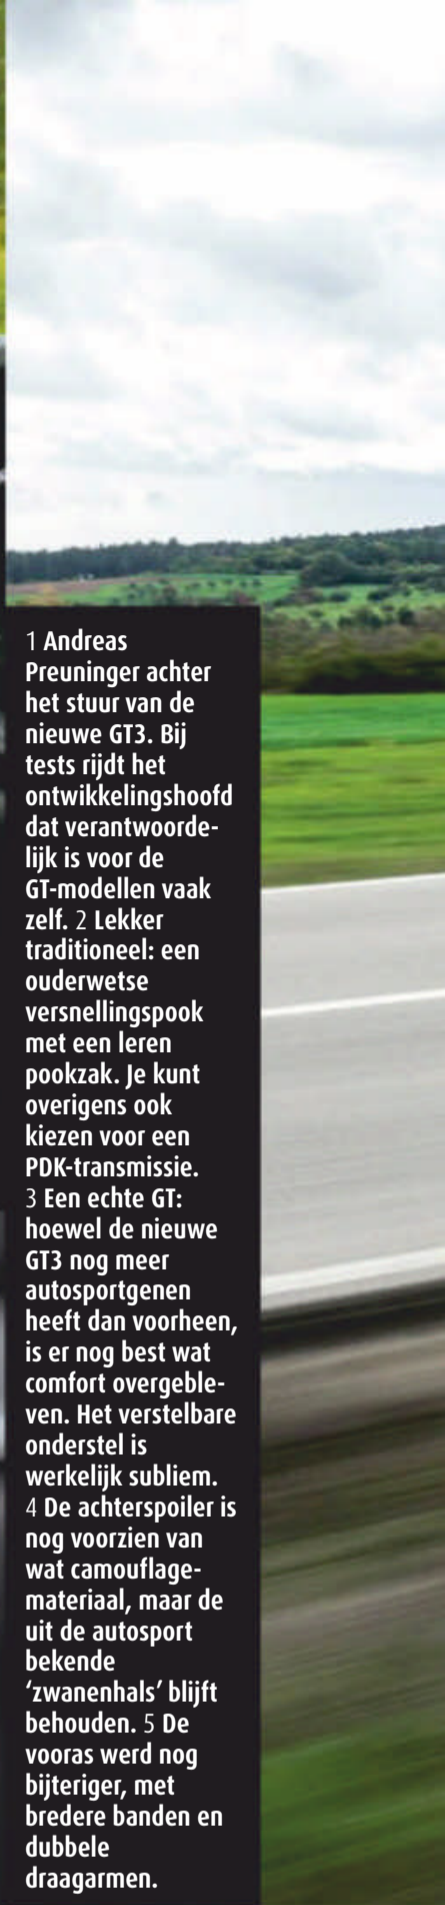 1 Andreas
Preuninger achter
het stuur van de
nieuwe GT3. Bij
tests rijdt het
ontwikkelingshoofd
dat verantwoorde-
lijk is voor de
GT-modellen vaak
zelf. 2 Lekker
traditioneel: een
ouderwetse
versnellingspook
met een leren
pookzak. Je kunt
overigens ook
kiezen voor een
PDK-transmissie.
3 Een echte GT:
hoewel de nieuwe
GT3 nog meer
autosportgenen
heeft dan voorheen,
is er nog best wat
comfort overgeble-
ven. Het verstelbare
onderstel is
werkelijk subliem.
4 De achterspoiler is
nog voorzien van
wat camouflage-
materiaal, maar de
uit de autosport
bekende
‘zwanenhals’ blijft
behouden. 5 De
vooras werd nog
bijteriger, met
bredere banden en
dubbele
draagarmen.